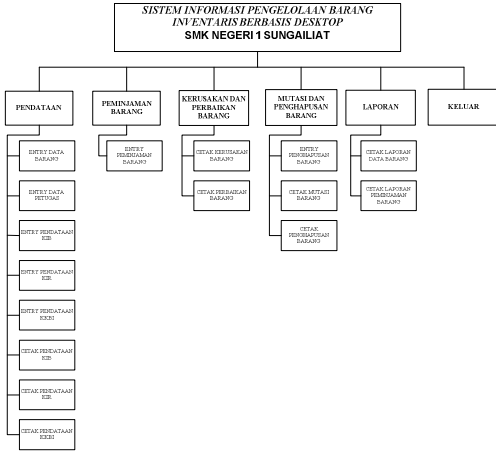 SISTEM INFORMASI PENGELOLAAN BARANG
INVENTARIS BERBASIS DESKTOP
SMK NEGERI 1 SUNGAILIAT
PENDATAAN
PEMINJAMAN
BARANG
KERUSAKAN DAN
PERBAIKAN
BARANG
MUTASI DAN
PENGHAPUSAN
BARANG
LAPORAN
KELUAR
ENTRY DATA
BARANG
ENTRY DATA
PETUGAS
ENTRY PENDATAAN
KIB
ENTRY PENDATAAN
KIR
ENTRY PENDATAAN
KKBI
CETAK PENDATAAN
KIB
CETAK PENDATAAN
KIR
CETAK PENDATAAN
KKBI
ENTRY
PEMINJAMAN
BARANG
CETAK KERUSAKAN
BARANG
CETAK PERBAIKAN
BARANG
ENTRY
PENGHAPUSAN
BARANG
CETAK MUTASI
BARANG
CETAK
PENGHAPUSAN
BARANG
CETAK LAPORAN
DATA BARANG
CETAK LAPORAN
PEMINJAMAN
BARANG